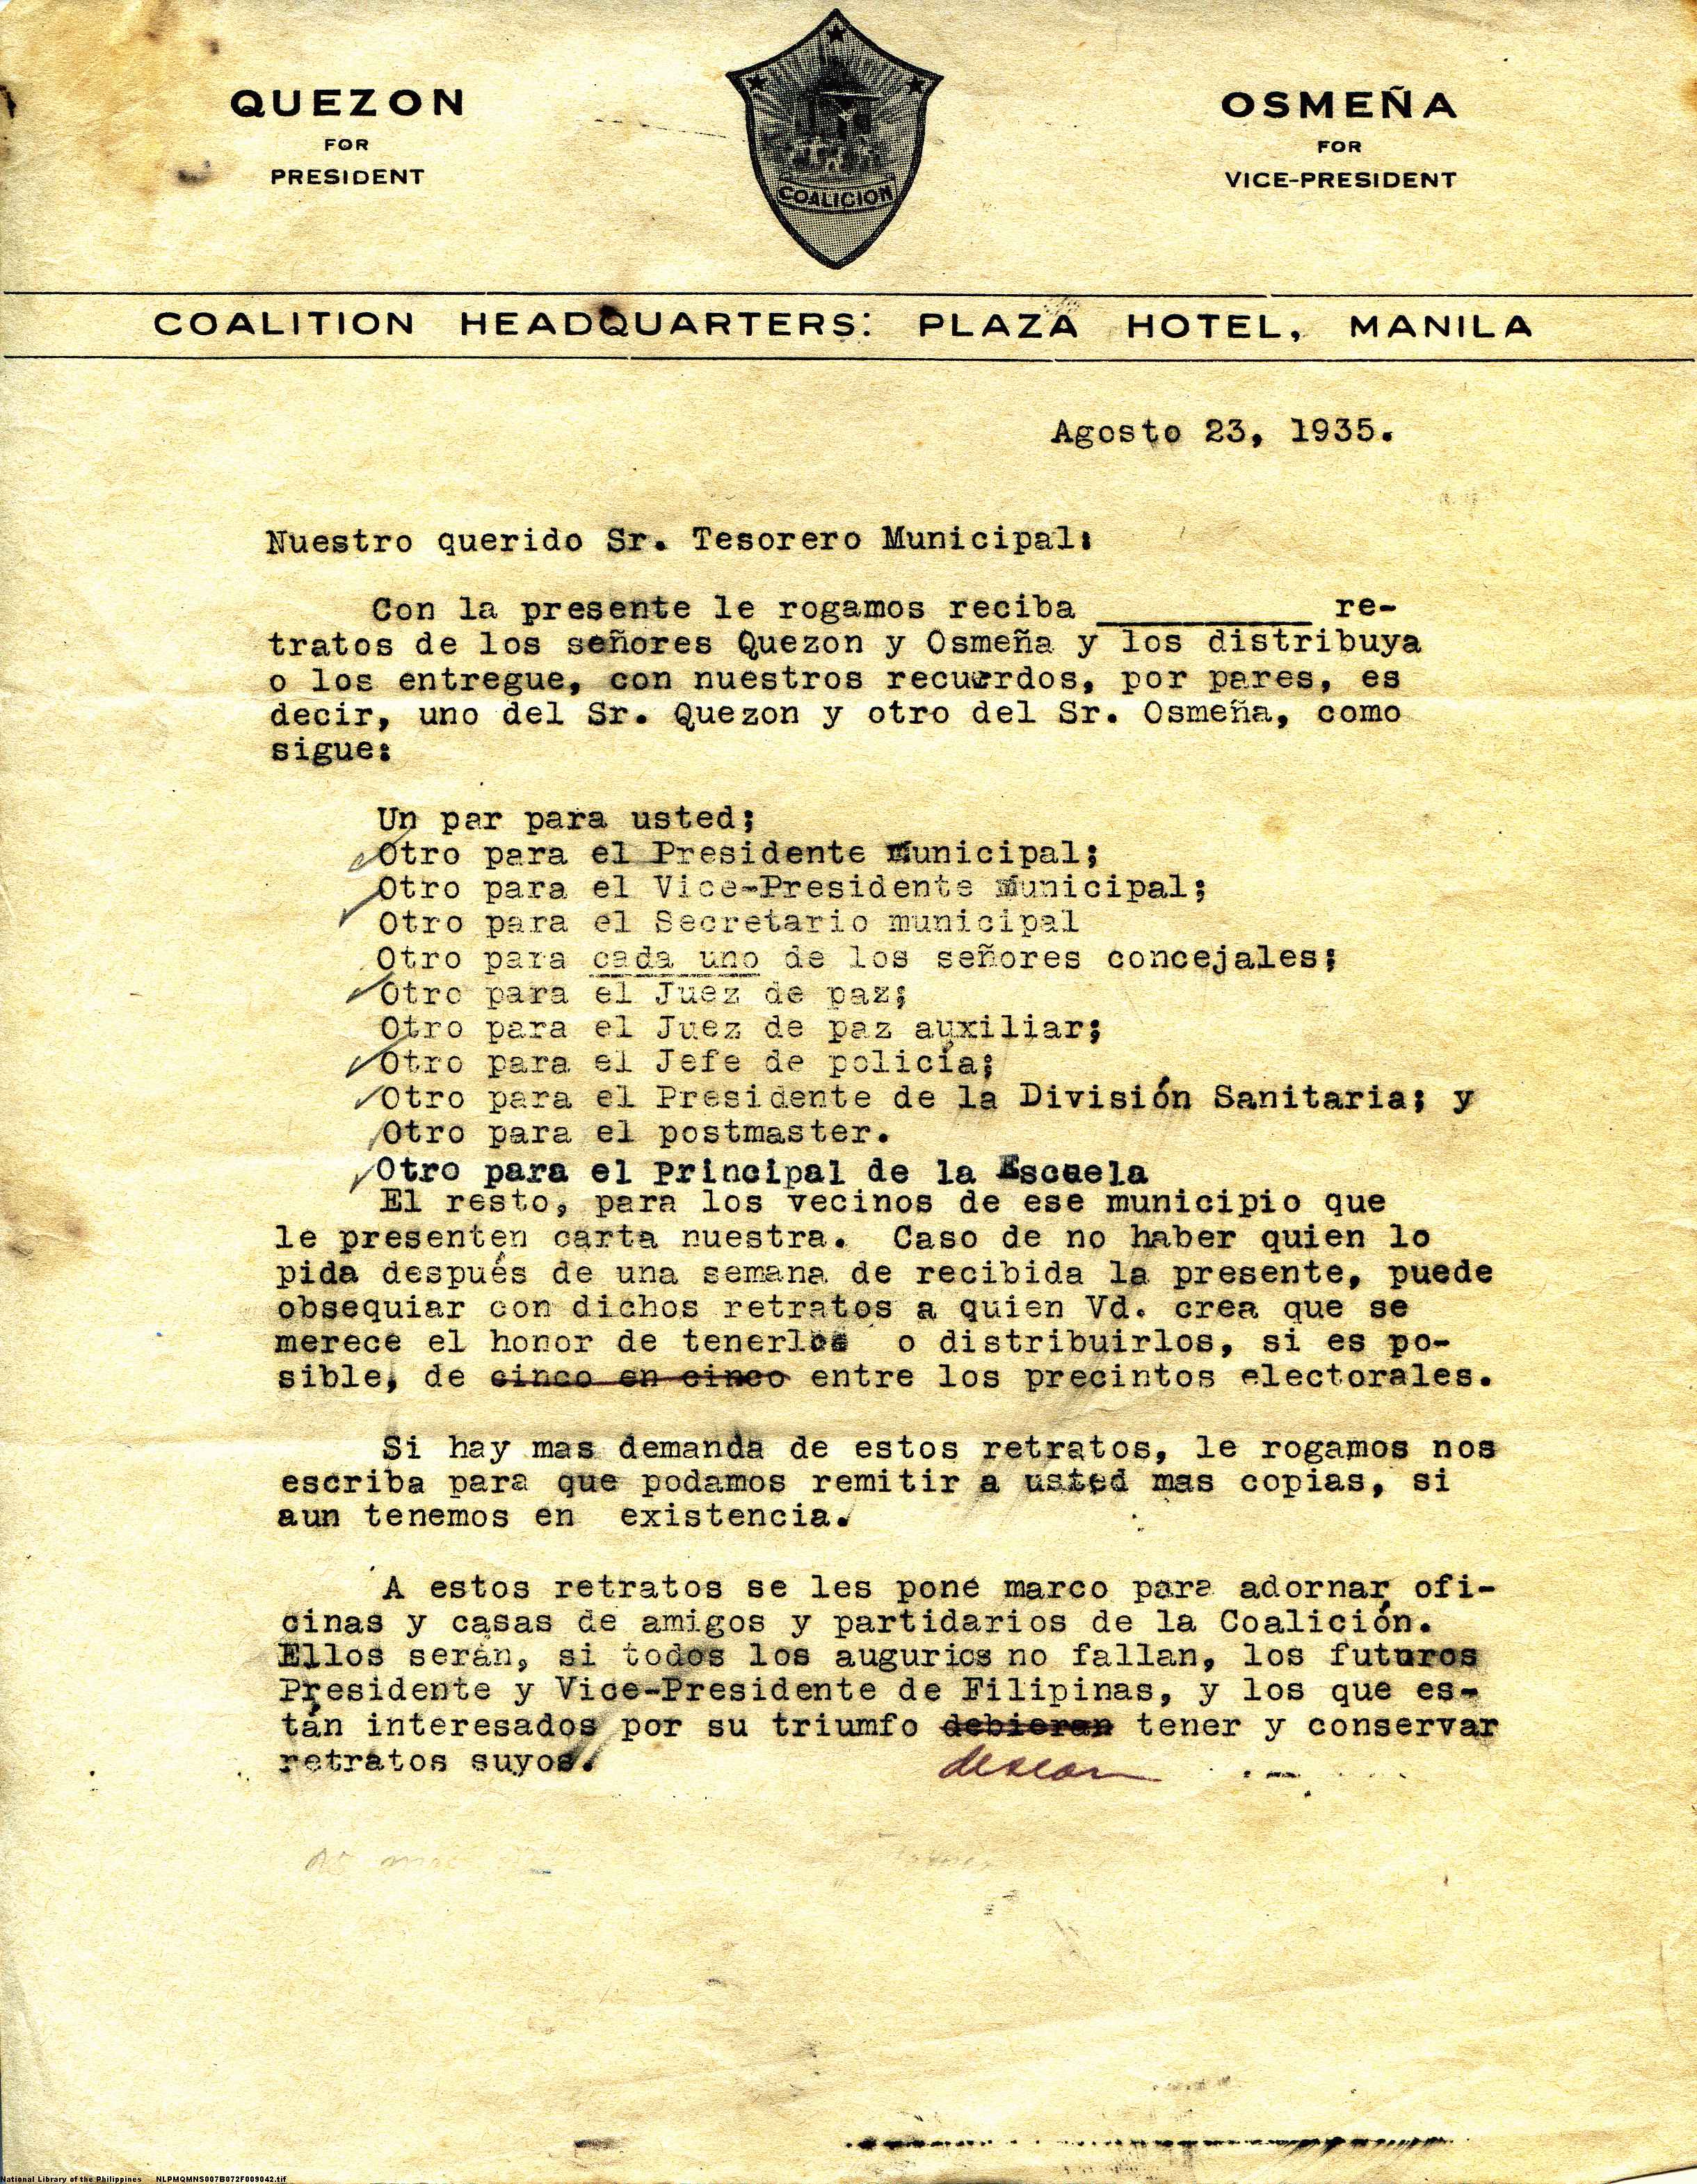 QUEZON
FOR
PRESIDENT
COALICION
OSMEÑA
FOR
VICE-PRESIDENT
COALITION HEADQUARTERS: PLAZA HOTEL, MANILA
Agosto 23, 1935.
Nuestro querido Sr. Tesorero Municipal:
Con la presente le rogamos reciba __________ re-
tratos de los señores Quezon y Osmeña y los distribuya
o los entregue, con nuestros recuerdos, por pares, es
decir, uno del Sr. Quezon y otro del Sr. Osmeña, como
sigue:
Un par para usted;
Otro para el Presidente Municipal;
Otro para el Vice-Presidente Municipal;
Otro para el Secretario municipal
Otro para cada uno de los señores concejales;
Otro para el Juez de paz;
Otro para el Juez de paz auxiliar;
Otro para el Jefe de policía;
Otro para el Presidente de la División Sanitaria; y
Otro para el postmaster.
Otro para el Principal de la Escuela
El resto, para los vecinos de ese municipio que
le presenten carta nuestra. Caso de no haber quien lo
pida después de una semana de recibida la presente, puede
obsequiar con dichos retratos a quien Vd. crea que se
merece el honor de tenerlos o distribuirlos, si es po-
sible, de cinco en cinco entre los precintos electorales.
Si hay mas demanda de estos retratos, le rogamos nos
escriba para que podamos remitir a usted mas copias, si
aun tenemos en existencia.
A estos retratos se les pone marco para adornar ofi-
cinas y casas de amigos y partidarios de la Coalición.
Ellos serán, si todos los augurios no fallan, los futuros
Presidente y Vice-Presidente de Filipinas, y los que es-
tán interesados por su triumfo debieran tener y conservar
retratos suyos.
desean
National Library of the Philippines NLPMQMNS007B072F009042.tif